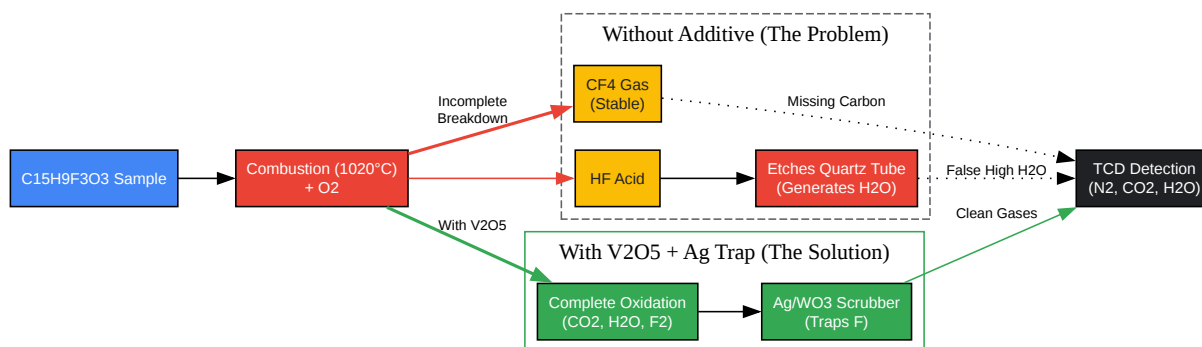 Without Additive (The Problem)
CF4 Gas
(Stable)
Incomplete
Breakdown
Missing Carbon
C15H9F3O3 Sample
Combustion (1020°C)
+ O2
HF Acid
Etches Quartz Tube
(Generates H2O)
False High H2O
TCD Detection
(N2, CO2, H2O)
With V2O5
Clean Gases
With V2O5 + Ag Trap (The Solution)
Complete Oxidation
(CO2, H2O, F2)
Ag/WO3 Scrubber
(Traps F)